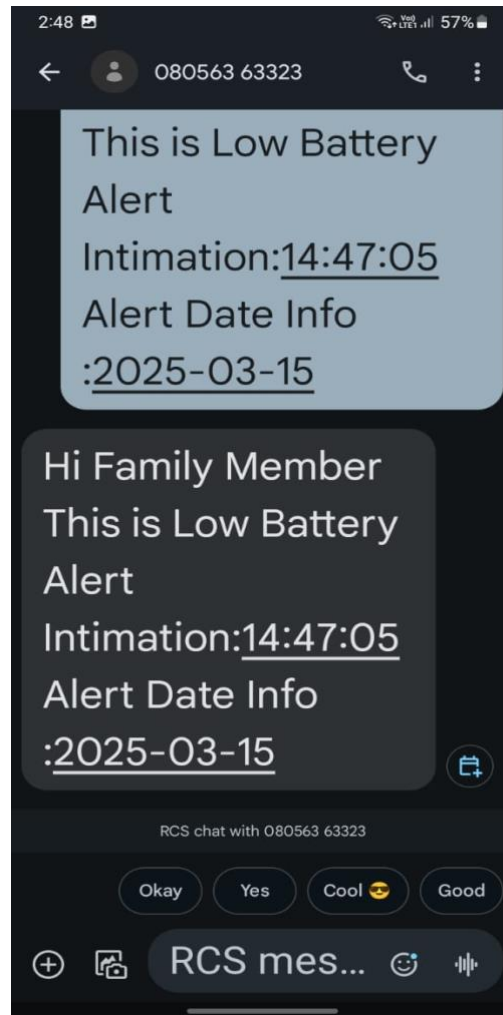 2:48 57%
080563 63323
This is Low Battery
Alert
Intimation:14:47:05
Alert Date Info
:2025-03-15
Hi Family Member
This is Low Battery
Alert
Intimation:14:47:05
Alert Date Info
:2025-03-15
RCS chat with 080563 63323
Okay Yes Cool 😎 Good
RCS mes...